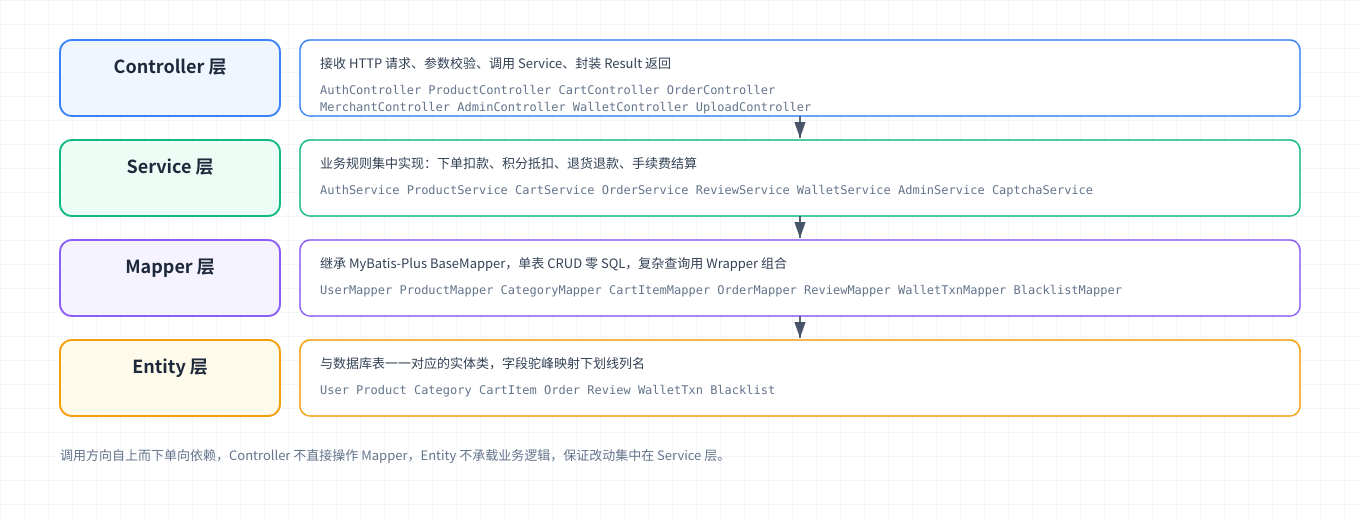 Controller 层
接收 HTTP 请求、参数校验、调用 Service、封装 Result 返回
AuthController ProductController CartController OrderController
MerchantController AdminController WalletController UploadController
Service 层
业务规则集中实现：下单扣款、积分抵扣、退货退款、手续费结算
AuthService ProductService CartService OrderService ReviewService WalletService AdminService CaptchaService
Mapper 层
继承 MyBatis-Plus BaseMapper，单表 CRUD 零 SQL，复杂查询用 Wrapper 组合
UserMapper ProductMapper CategoryMapper CartItemMapper OrderMapper ReviewMapper WalletTxnMapper BlacklistMapper
Entity 层
与数据库表一一对应的实体类，字段驼峰映射下划线列名
User Product Category CartItem Order Review WalletTxn Blacklist
调用方向自上而下单向依赖，Controller 不直接操作 Mapper，Entity 不承载业务逻辑，保证改动集中在 Service 层。